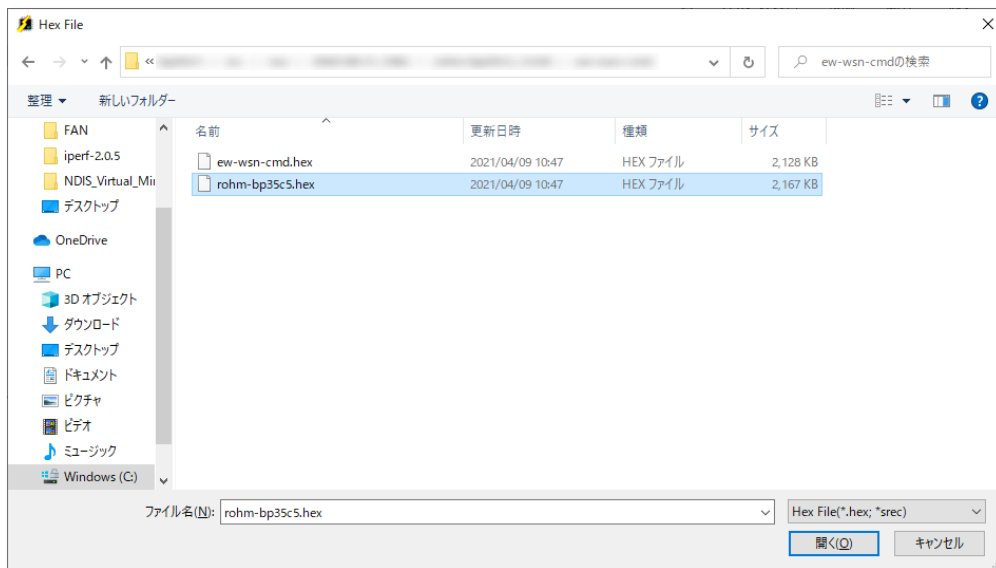 Hex File
«
ew-wsn-cmdの検索
整理 新しいフォルダー
名前 更新日時 種類 サイズ
FAN
iperf-2.0.5
NDIS_Virtual_Mi
デスクトップ
OneDrive
PC
3D オブジェクト
ダウンロード
デスクトップ
ドキュメント
ピクチャ
ビデオ
ミュージック
Windows (C:)
ew-wsn-cmd.hex 2021/04/09 10:47 HEX ファイル 2,128 KB
rohm-bp35c5.hex 2021/04/09 10:47 HEX ファイル 2,167 KB
ファイル名(N): rohm-bp35c5.hex Hex File(*.hex; *srec)
開く(O) キャンセル